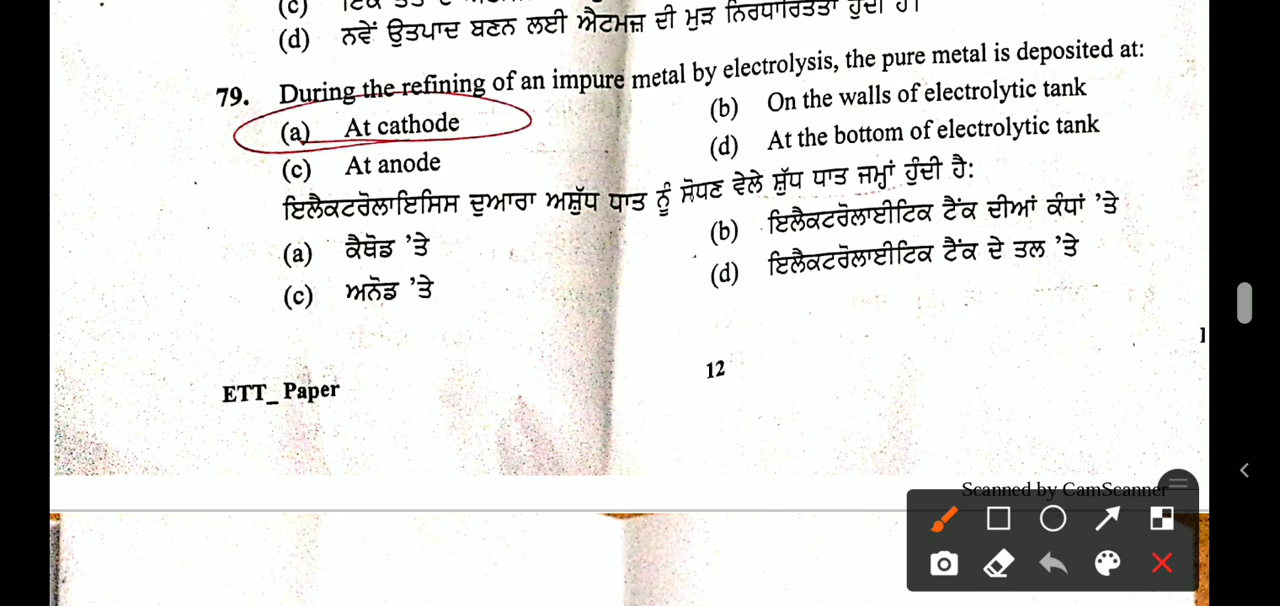 (c)
(d) ਨਵੇਂ ਉਤਪਾਦ ਬਣਨ ਲਈ ਐਟਮਜ਼ ਦੀ ਮੁੜ ਨਿਰਧਾਰਿਤਤਾ ਹੁੰਦੀ ਹੈ।
79. During the refining of an impure metal by electrolysis, the pure metal is deposited at:
(a) At cathode
(b) On the walls of electrolytic tank
(c) At anode
(d) At the bottom of electrolytic tank
ਇਲੈਕਟਰੋਲਾਇਸਿਸ ਦੁਆਰਾ ਅਸ਼ੁੱਧ ਧਾਤ ਨੂੰ ਸੋਧਣ ਵੇਲੇ ਸ਼ੁੱਧ ਧਾਤ ਜਮ੍ਹਾਂ ਹੁੰਦੀ ਹੈ:
(a) ਕੈਥੋਡ ’ਤੇ
(b) ਇਲੈਕਟਰੋਲਾਈਟਿਕ ਟੈਂਕ ਦੀਆਂ ਕੰਧਾਂ ’ਤੇ
(c) ਅਨੋਡ ’ਤੇ
(d) ਇਲੈਕਟਰੋਲਾਈਟਿਕ ਟੈਂਕ ਦੇ ਤਲ ’ਤੇ
12
ETT_ Paper
Scanned by CamScanner